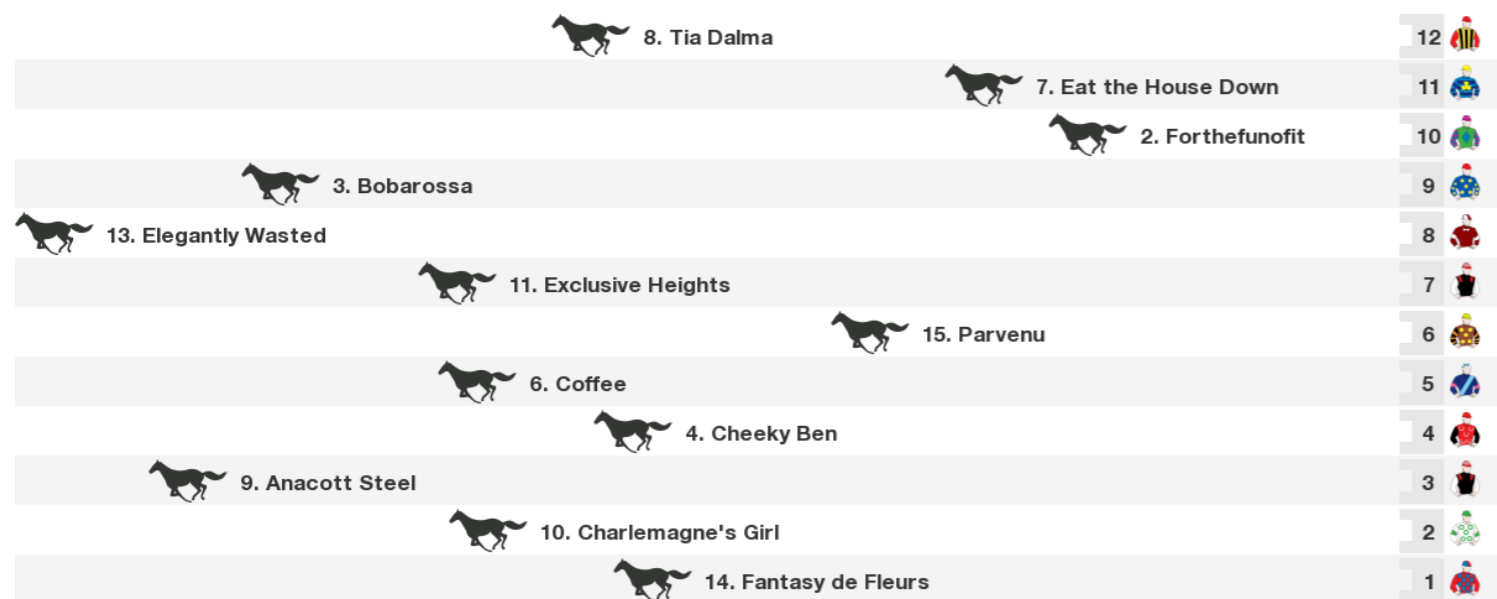 8. Tia Dalma 12
7. Eat the House Down 11
2. Forthefunofit 10
3. Bobarossa 9
13. Elegantly Wasted 8
11. Exclusive Heights 7
15. Parvenu 6
6. Coffee 5
4. Cheeky Ben 4
9. Anacott Steel 3
10. Charlemagne's Girl 2
14. Fantasy de Fleurs 1